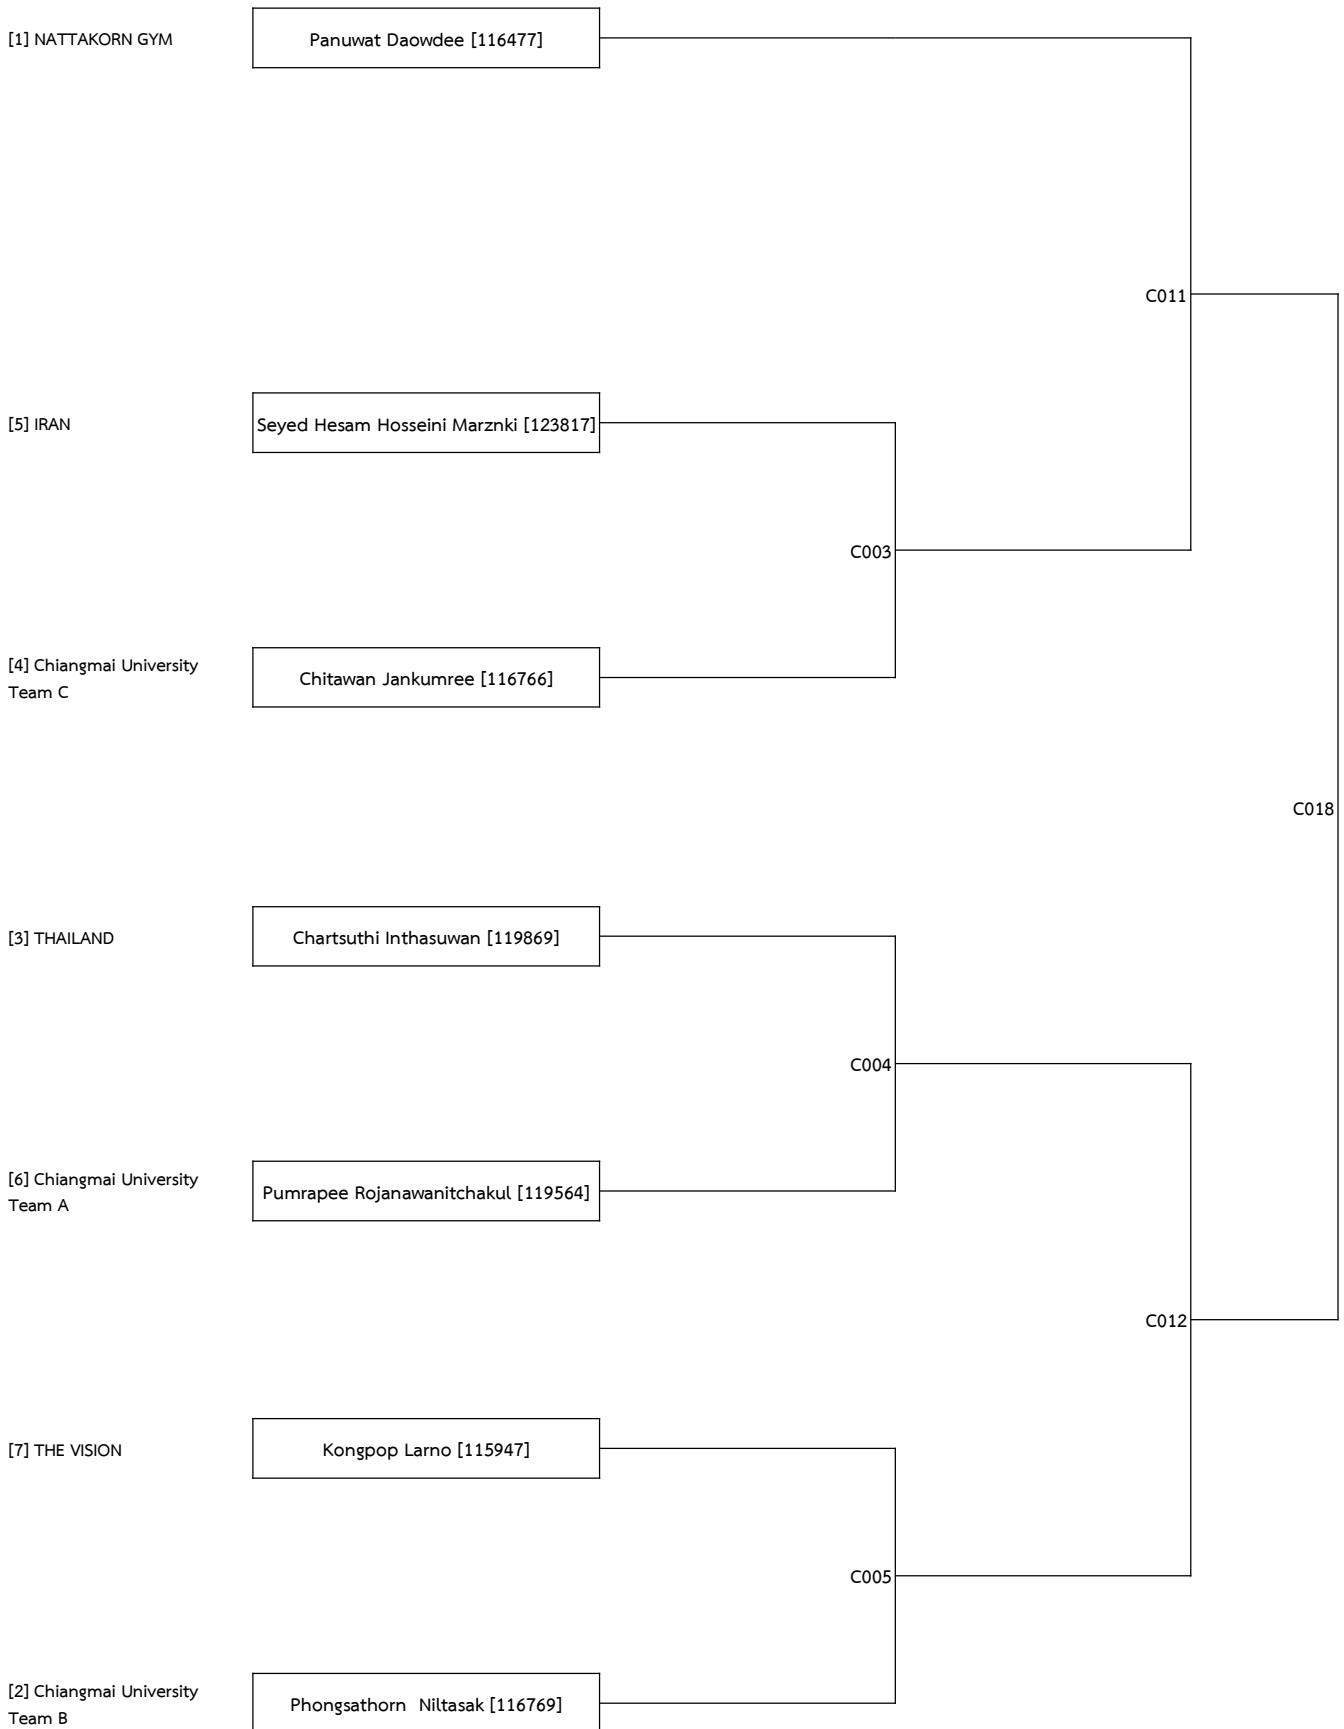 [1] NATTAKORN GYM
Panuwat Daowdee [116477]
C011
[5] IRAN
Seyed Hesam Hosseini Marznki [123817]
C003
[4] Chiangmai University
Team C
Chitawan Jankumree [116766]
C018
[3] THAILAND
Chartsuthi Inthasuwan [119869]
C004
[6] Chiangmai University
Team A
Pumrapee Rojanawanitchakul [119564]
C012
[7] THE VISION
Kongpop Larno [115947]
C005
[2] Chiangmai University
Team B
Phongsathorn  Niltasak [116769]